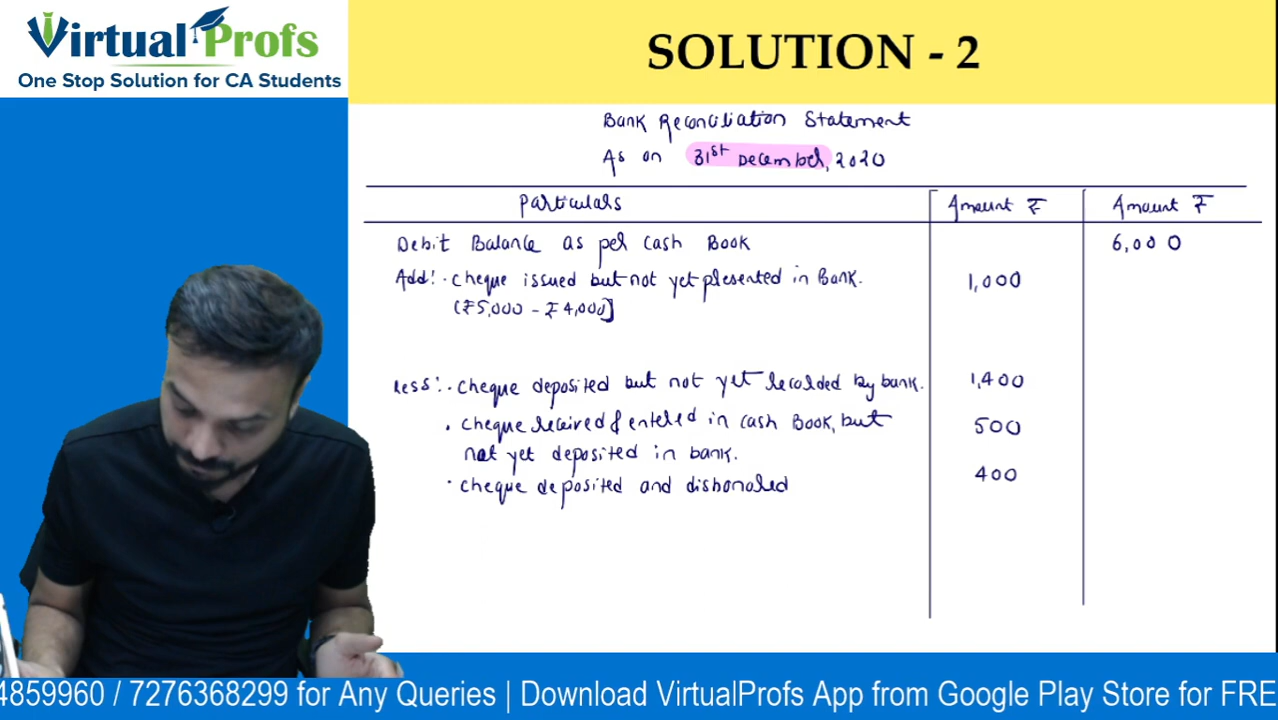 Virtual Profs
One Stop Solution for CA Students
SOLUTION - 2
Bank Reconciliation Statement
As on 31st December, 2020
Particulars Amount ₹ Amount ₹
Debit Balance as per Cash Book 6,000
Add: · Cheque issued but not yet presented in Bank. 1,000
(₹5,000 - ₹4,000]
Less: · Cheque deposited but not yet recorded by bank. 1,400
· Cheque received & entered in Cash Book, but 500
not yet deposited in bank.
· Cheque deposited and dishonored 400
4859960 / 7276368299 for Any Queries | Download VirtualProfs App from Google Play Store for FRE